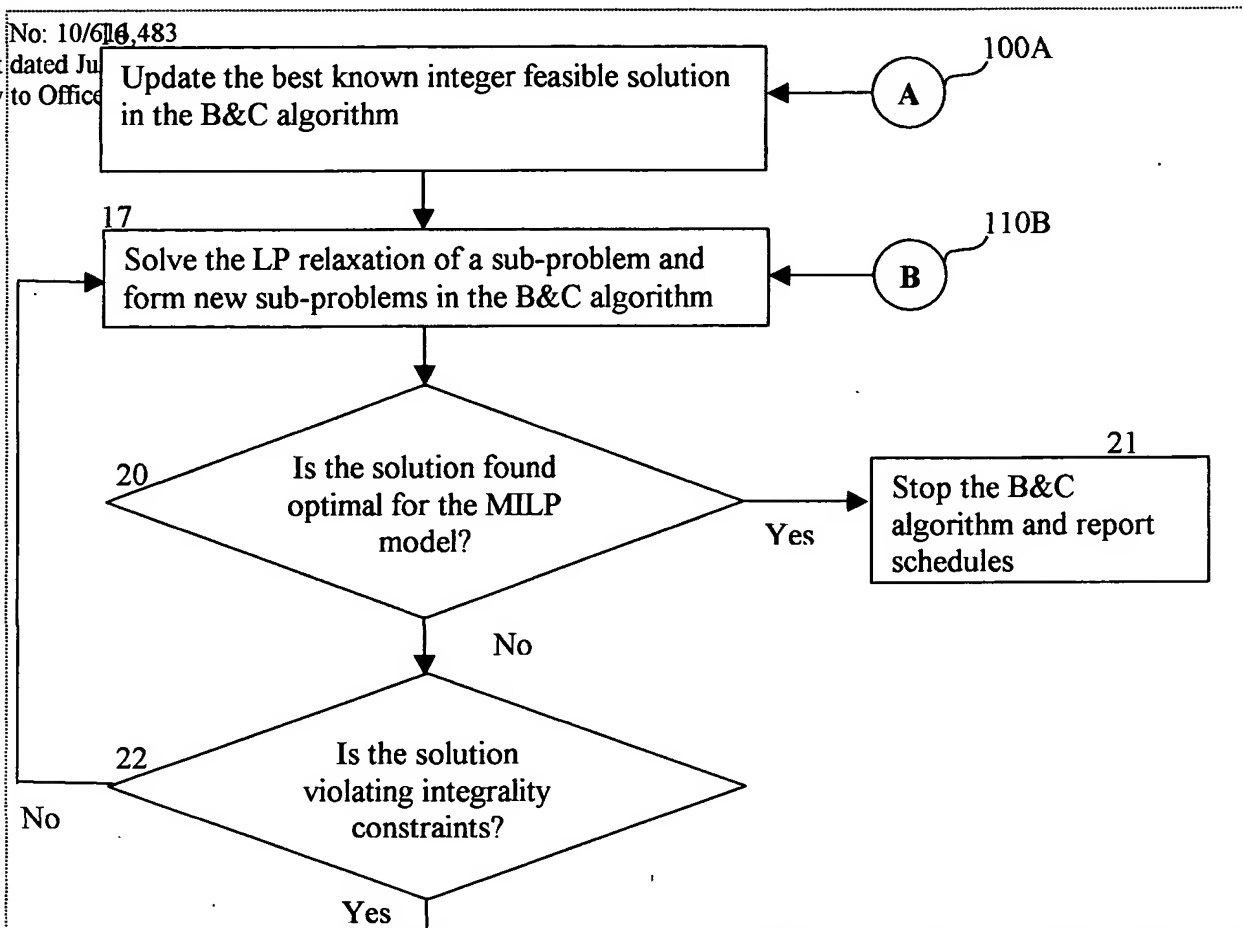 No: 10/614,483
16
dated Ju
to Office
Update the best known integer feasible solution
in the B&C algorithm
A
100A
17
Solve the LP relaxation of a sub-problem and
form new sub-problems in the B&C algorithm
B
110B
20
Is the solution found
optimal for the MILP
model?
Yes
21
Stop the B&C
algorithm and report
schedules
No
22
Is the solution
violating integrality
constraints?
No
Yes